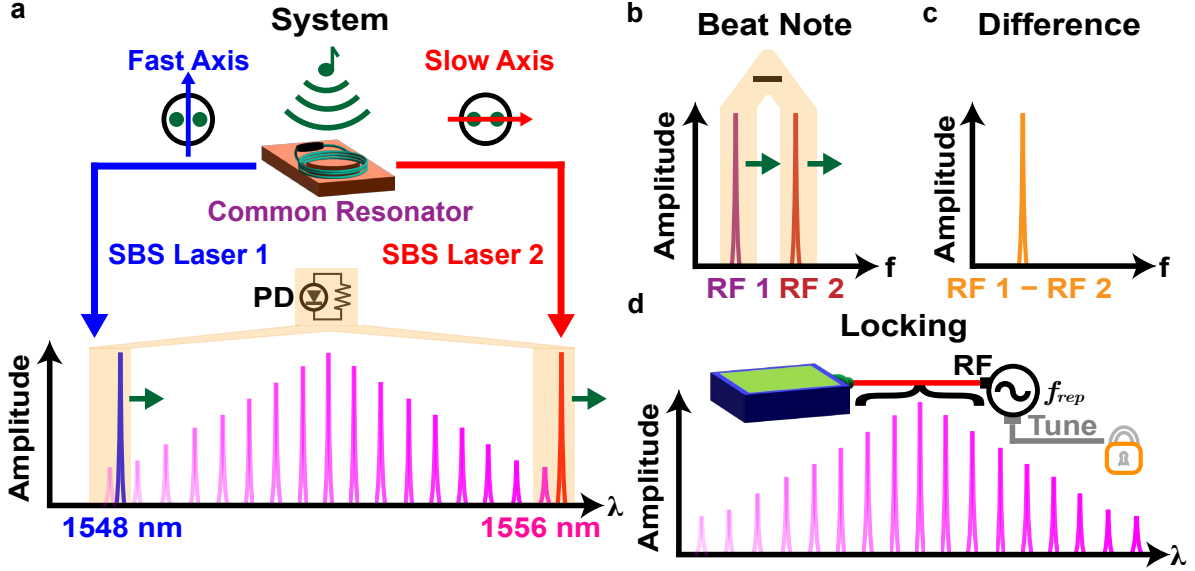 a
System
Fast Axis
Slow Axis
Common Resonator
SBS Laser 1
SBS Laser 2
PD
Amplitude
λ
1548 nm
1556 nm
b
Beat Note
Amplitude
f
RF 1
RF 2
c
Difference
Amplitude
f
RF 1 − RF 2
d
Locking
RF
f_rep
Tune
Amplitude
λ